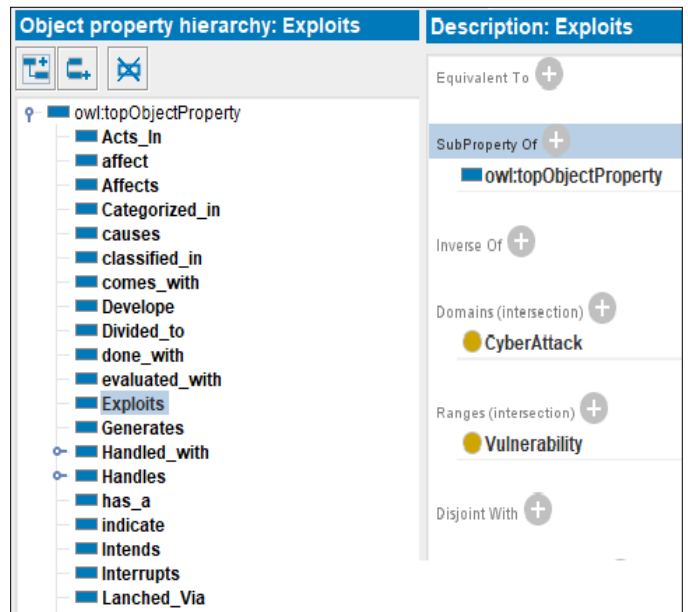 Object property hierarchy: Exploits
owl:topObjectProperty
Acts_In
affect
Affects
Categorized_in
causes
classified_in
comes_with
Develope
Divided_to
done_with
evaluated_with
Exploits
Generates
Handled_with
Handles
has_a
indicate
Intends
Interrupts
Lanched_Via
Description: Exploits
Equivalent To
SubProperty Of
owl:topObjectProperty
Inverse Of
Domains (intersection)
CyberAttack
Ranges (intersection)
Vulnerability
Disjoint With